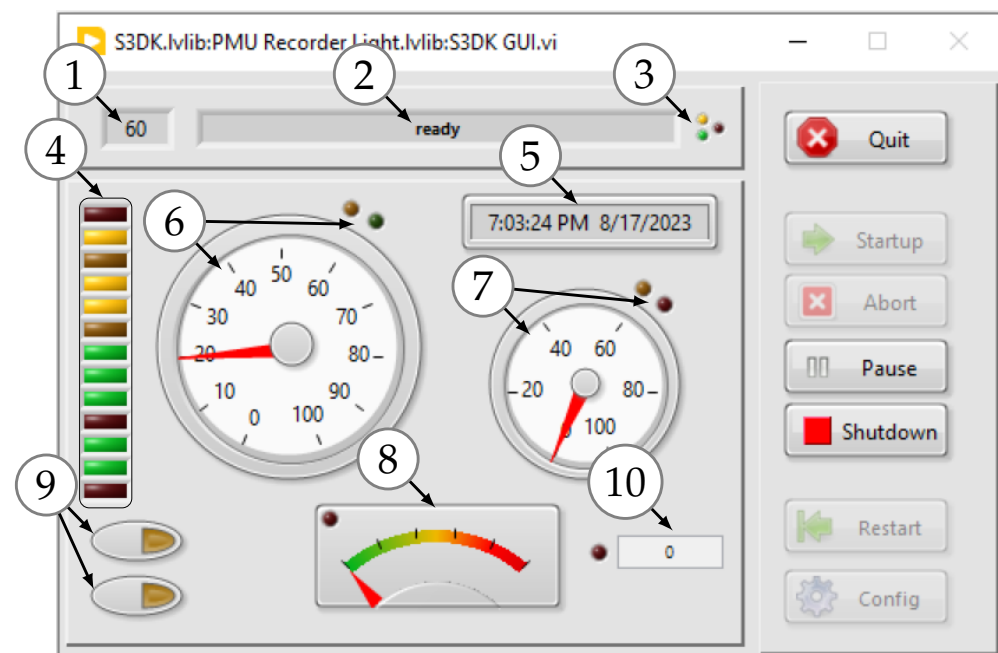 S3DK.lvlib:PMU Recorder Light.lvlib:S3DK GUI.vi
1
2
3
60
ready
Quit
4
5
6
7:03:24 PM 8/17/2023
Startup
7
0
10
20
30
40
50
60
70
80
90
100
Abort
0
20
40
60
80
100
Pause
Shutdown
8
9
10
0
Restart
Config